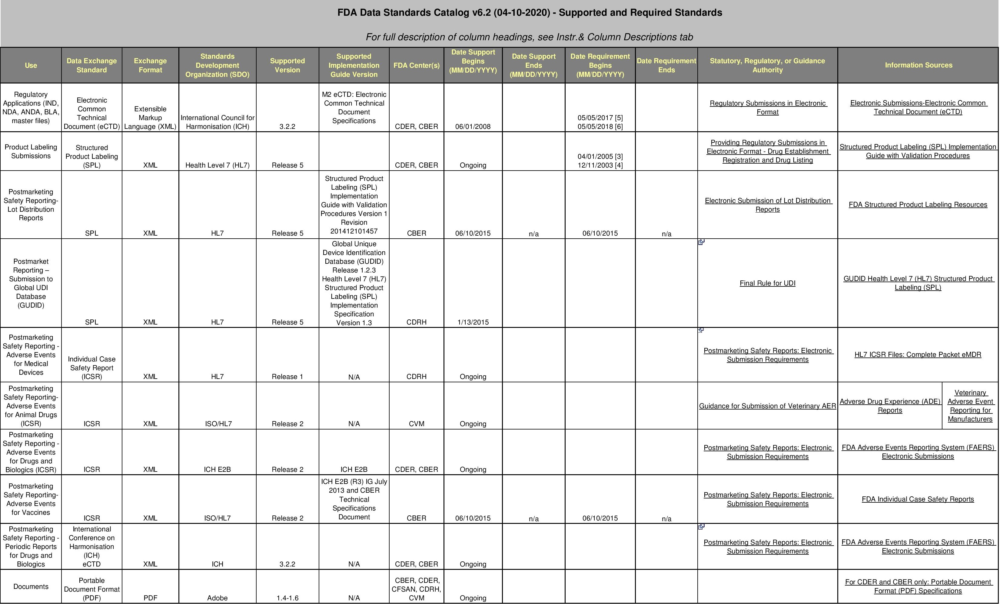 FDA Data Standards Catalog v6.2 (04-10-2020) - Supported and Required Standards
For full description of column headings, see Instr.& Column Descriptions tab
Use
Data Exchange
Standard
Exchange
Format
Standards
Development
Organization (SDO)
Supported
Version
Supported
Implementation
Guide Version
FDA Center(s)
Date Support
Begins
(MM/DD/YYYY)
Date Support
Ends
(MM/DD/YYYY)
Date Requirement
Begins
(MM/DD/YYYY)
Date Requirement
Ends
Statutory, Regulatory, or Guidance
Authority
Information Sources
Regulatory
Applications (IND,
NDA, ANDA, BLA,
master files)
Electronic
Common
Technical
Document (eCTD)
Extensible
Markup
Language (XML)
International Council for
Harmonisation (ICH)
3.2.2
M2 eCTD: Electronic
Common Technical
Document
Specifications
CDER, CBER
06/01/2008
05/05/2017 [5]
05/05/2018 [6]
Regulatory Submissions in Electronic
Format
Electronic Submissions-Electronic Common
Technical Document (eCTD)
Product Labeling
Submissions
Structured
Product Labeling
(SPL)
XML
Health Level 7 (HL7)
Release 5
CDER, CBER
Ongoing
04/01/2005 [3]
12/11/2003 [4]
Providing Regulatory Submissions in
Electronic Format - Drug Establishment
Registration and Drug Listing
Structured Product Labeling (SPL) Implementation
Guide with Validation Procedures
Postmarketing
Safety Reporting-
Lot Distribution
Reports
SPL
XML
HL7
Release 5
Structured Product
Labeling (SPL)
Implementation
Guide with Validation
Procedures Version 1
Revision
201412101457
CBER
06/10/2015
n/a
06/10/2015
n/a
Electronic Submission of Lot Distribution
Reports
FDA Structured Product Labeling Resources
Postmarket
Reporting –
Submission to
Global UDI
Database
(GUDID)
SPL
XML
HL7
Release 5
Global Unique
Device Identification
Database (GUDID)
Release 1.2.3
Health Level 7 (HL7)
Structured Product
Labeling (SPL)
Implementation
Specification
Version 1.3
CDRH
1/13/2015
Final Rule for UDI
GUDID Health Level 7 (HL7) Structured Product
Labeling (SPL)
Postmarketing
Safety Reporting -
Adverse Events
for Medical
Devices
Individual Case
Safety Report
(ICSR)
XML
HL7
Release 1
N/A
CDRH
Ongoing
Postmarketing Safety Reports: Electronic
Submission Requirements
HL7 ICSR Files: Complete Packet eMDR
Postmarketing
Safety Reporting-
Adverse Events
for Animal Drugs
(ICSR)
ICSR
XML
ISO/HL7
Release 2
N/A
CVM
Ongoing
Guidance for Submission of Veterinary AER
Adverse Drug Experience (ADE)
Reports
Veterinary
Adverse Event
Reporting for
Manufacturers
Postmarketing
Safety Reporting -
Adverse Events
for Drugs and
Biologics (ICSR)
ICSR
XML
ICH E2B
Release 2
ICH E2B
CDER, CBER
Ongoing
Postmarketing Safety Reports: Electronic
Submission Requirements
FDA Adverse Events Reporting System (FAERS)
Electronic Submissions
Postmarketing
Safety Reporting-
Adverse Events
for Vaccines
ICSR
XML
ISO/HL7
Release 2
ICH E2B (R3) IG July
2013 and CBER
Technical
Specifications
Document
CBER
06/10/2015
n/a
06/10/2015
n/a
Postmarketing Safety Reports: Electronic
Submission Requirements
FDA Individual Case Safety Reports
Postmarketing
Safety Reporting -
Periodic Reports
for Drugs and
Biologics
International
Conference on
Harmonisation
(ICH)
eCTD
XML
ICH
3.2.2
N/A
CDER, CBER
Ongoing
Postmarketing Safety Reports: Electronic
Submission Requirements
FDA Adverse Events Reporting System (FAERS)
Electronic Submissions
Documents
Portable
Document Format
(PDF)
PDF
Adobe
1.4-1.6
N/A
CBER, CDER,
CFSAN, CDRH,
CVM
Ongoing
For CDER and CBER only: Portable Document
Format (PDF) Specifications